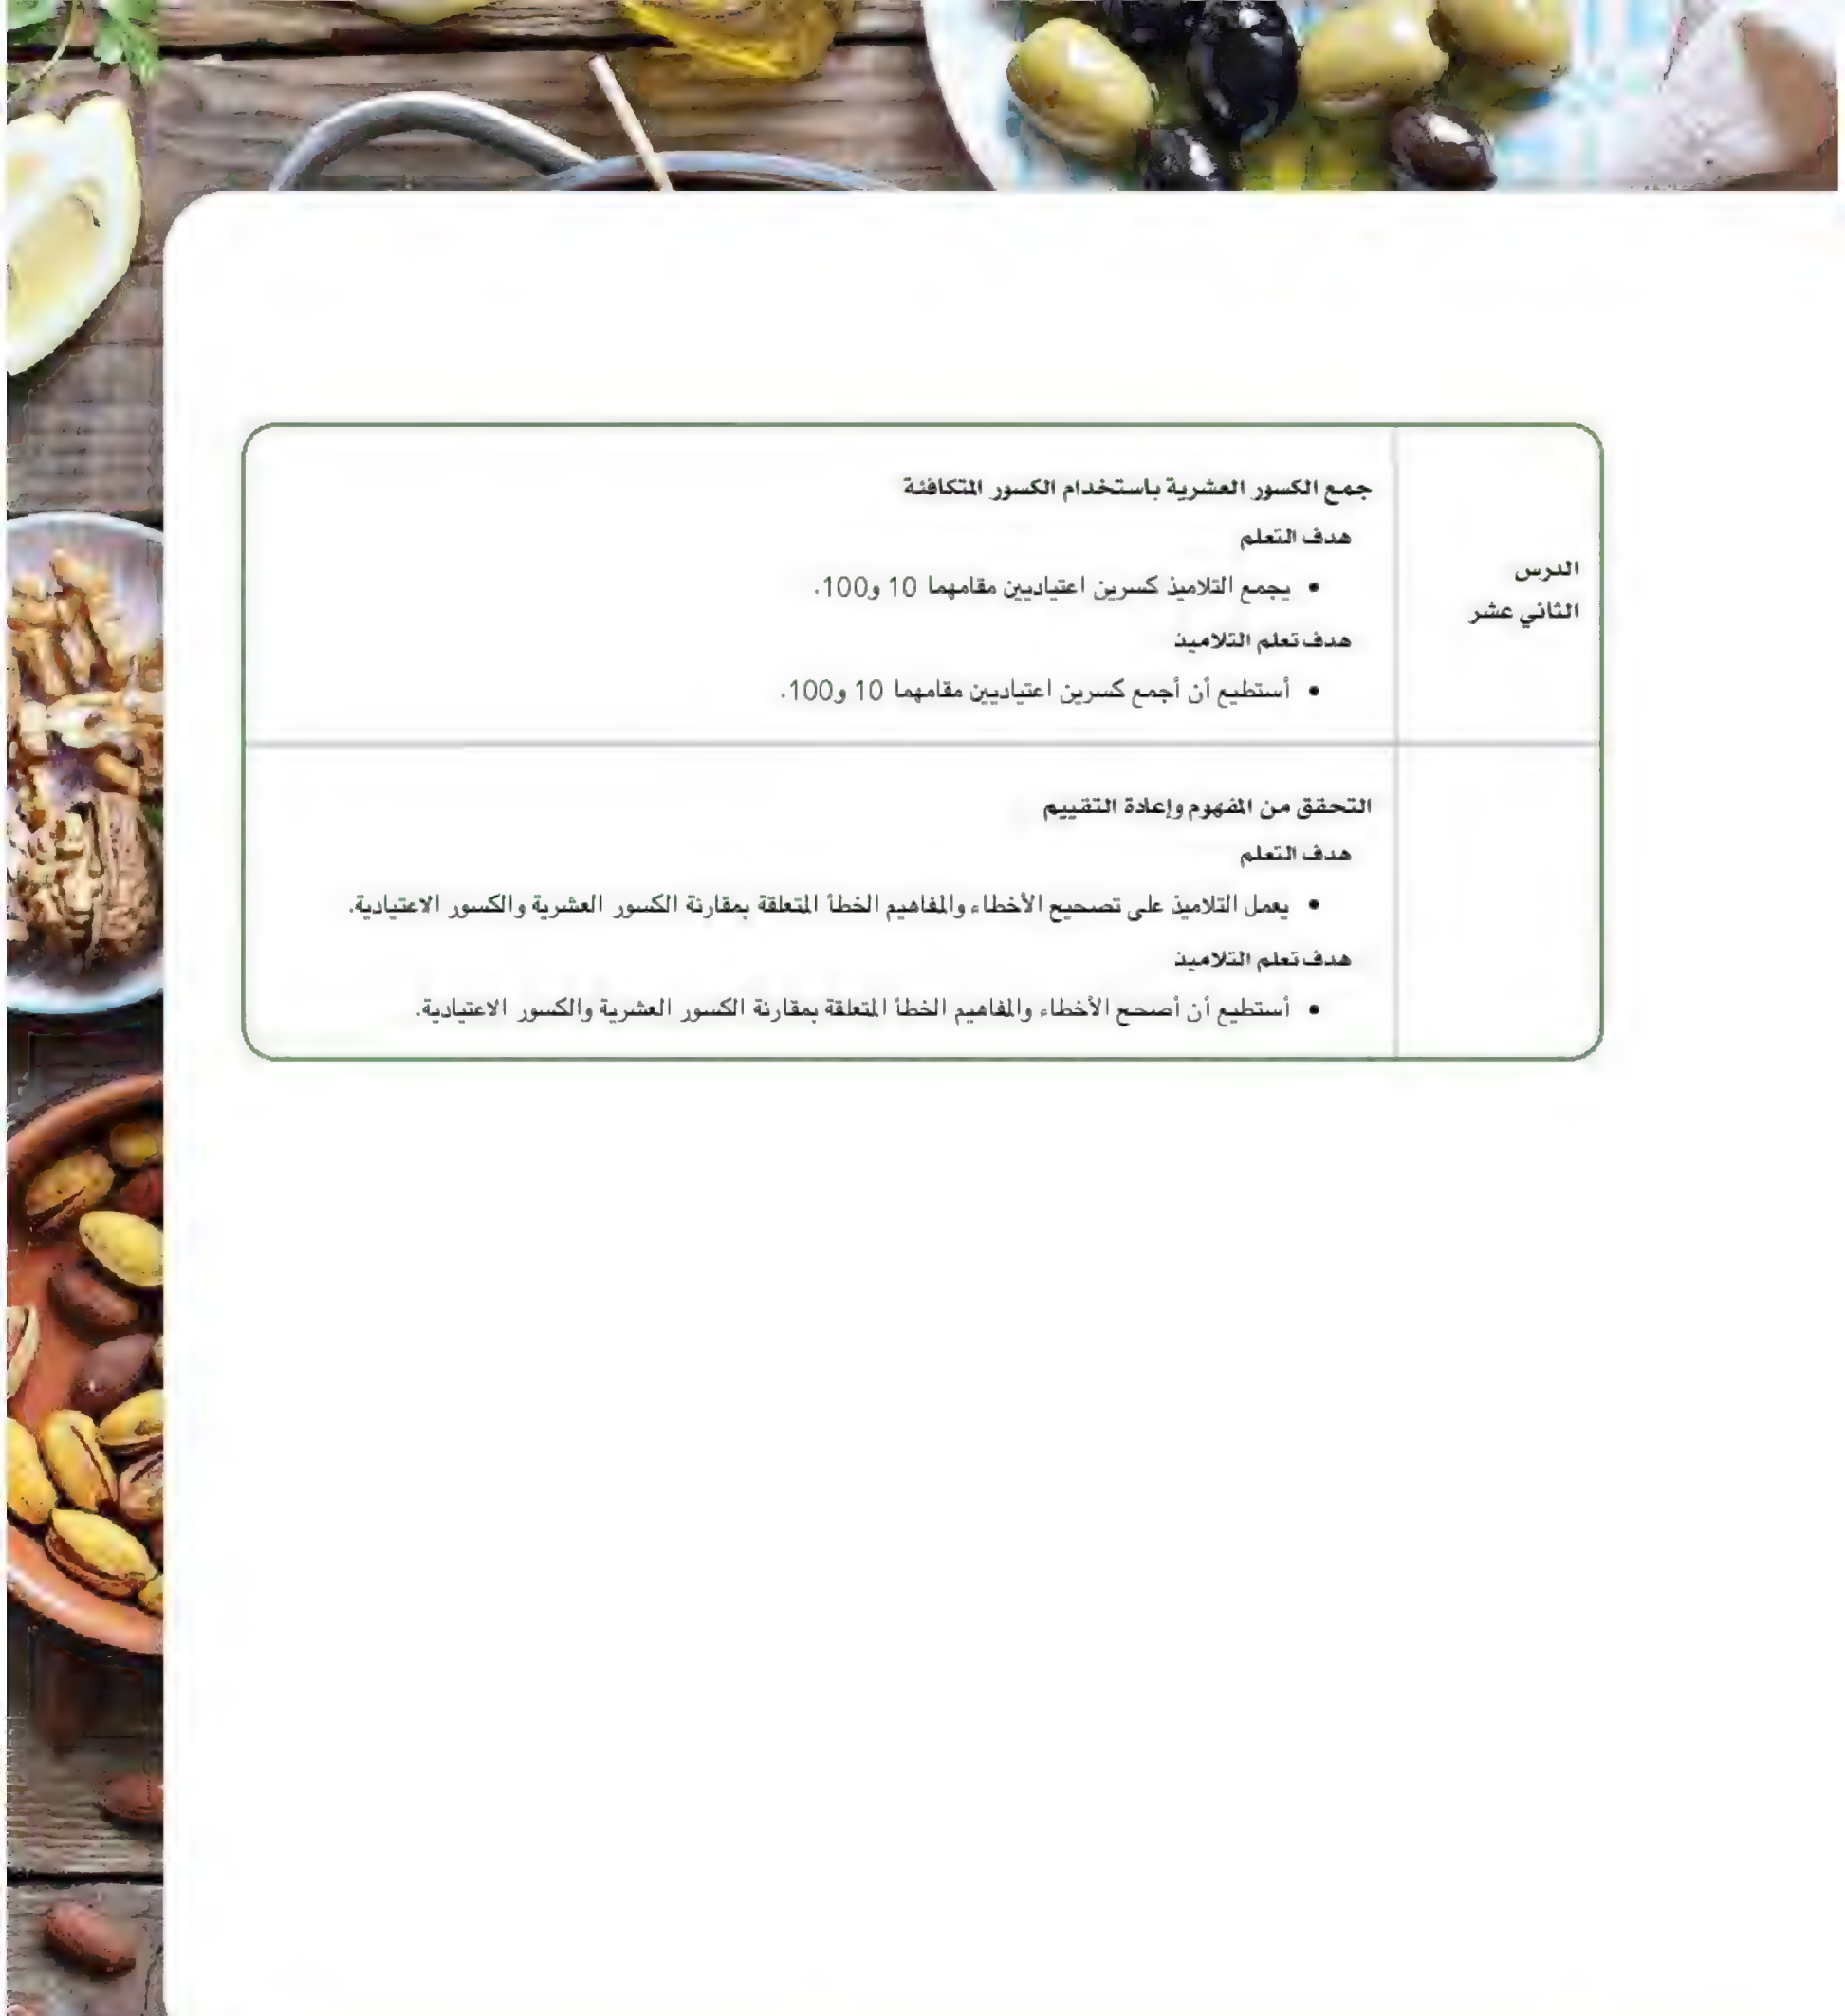 الدرس
الثاني عشر
جمع الكسور العشرية باستخدام الكسور المتكافئة
هدف التعلم
• يجمع التلاميذ كسرين اعتياديين مقامهما 10 و100.
هدف تعلم التلاميذ
• أستطيع أن أجمع كسرين اعتياديين مقامهما 10 و100.
التحقق من المفهوم وإعادة التقييم
هدف التعلم
• يعمل التلاميذ على تصحيح الأخطاء والمفاهيم الخطأ المتعلقة بمقارنة الكسور العشرية والكسور الاعتيادية.
هدف تعلم التلاميذ
• أستطيع أن أصحح الأخطاء والمفاهيم الخطأ المتعلقة بمقارنة الكسور العشرية والكسور الاعتيادية.